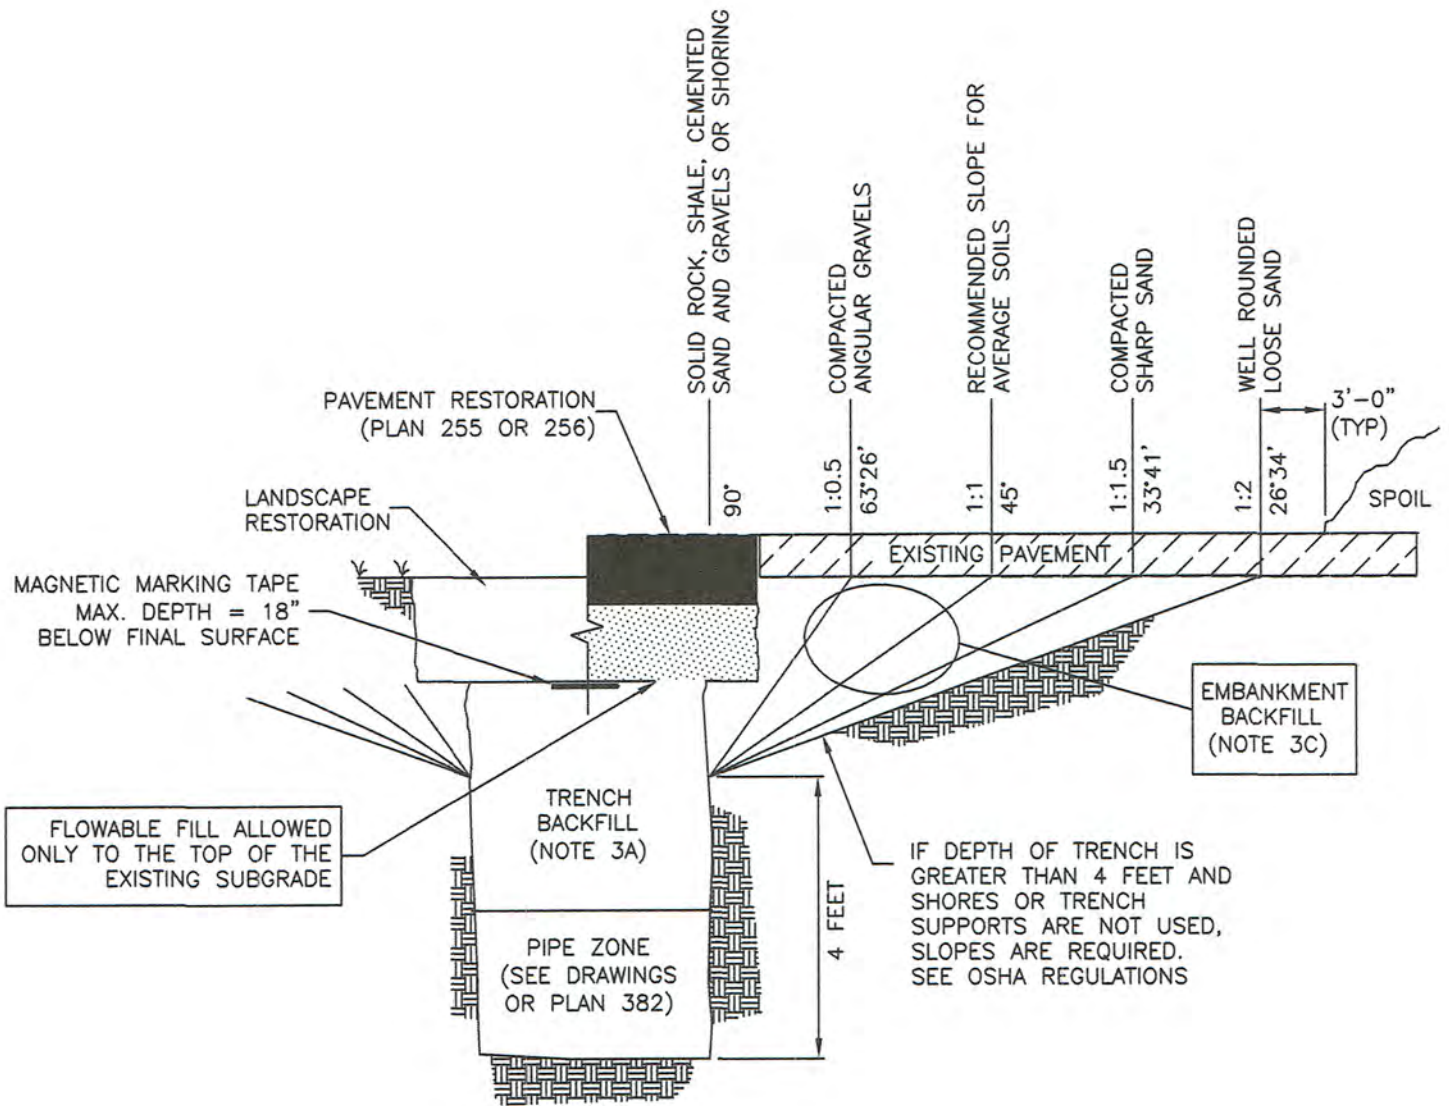 SOLID ROCK, SHALE, CEMENTED
SAND AND GRAVELS OR SHORING
90°
COMPACTED
ANGULAR GRAVELS
1:0.5
63°26'
RECOMMENDED SLOPE FOR
AVERAGE SOILS
1:1
45°
COMPACTED
SHARP SAND
1:1.5
33°41'
WELL ROUNDED
LOOSE SAND
1:2
26°34'
3'-0"
(TYP)
SPOIL
PAVEMENT RESTORATION
(PLAN 255 OR 256)
LANDSCAPE
RESTORATION
EXISTING PAVEMENT
MAGNETIC MARKING TAPE
MAX. DEPTH = 18"
BELOW FINAL SURFACE
EMBANKMENT
BACKFILL
(NOTE 3C)
FLOWABLE FILL ALLOWED
ONLY TO THE TOP OF THE
EXISTING SUBGRADE
TRENCH
BACKFILL
(NOTE 3A)
PIPE ZONE
(SEE DRAWINGS
OR PLAN 382)
4 FEET
IF DEPTH OF TRENCH IS
GREATER THAN 4 FEET AND
SHORES OR TRENCH
SUPPORTS ARE NOT USED,
SLOPES ARE REQUIRED.
SEE OSHA REGULATIONS